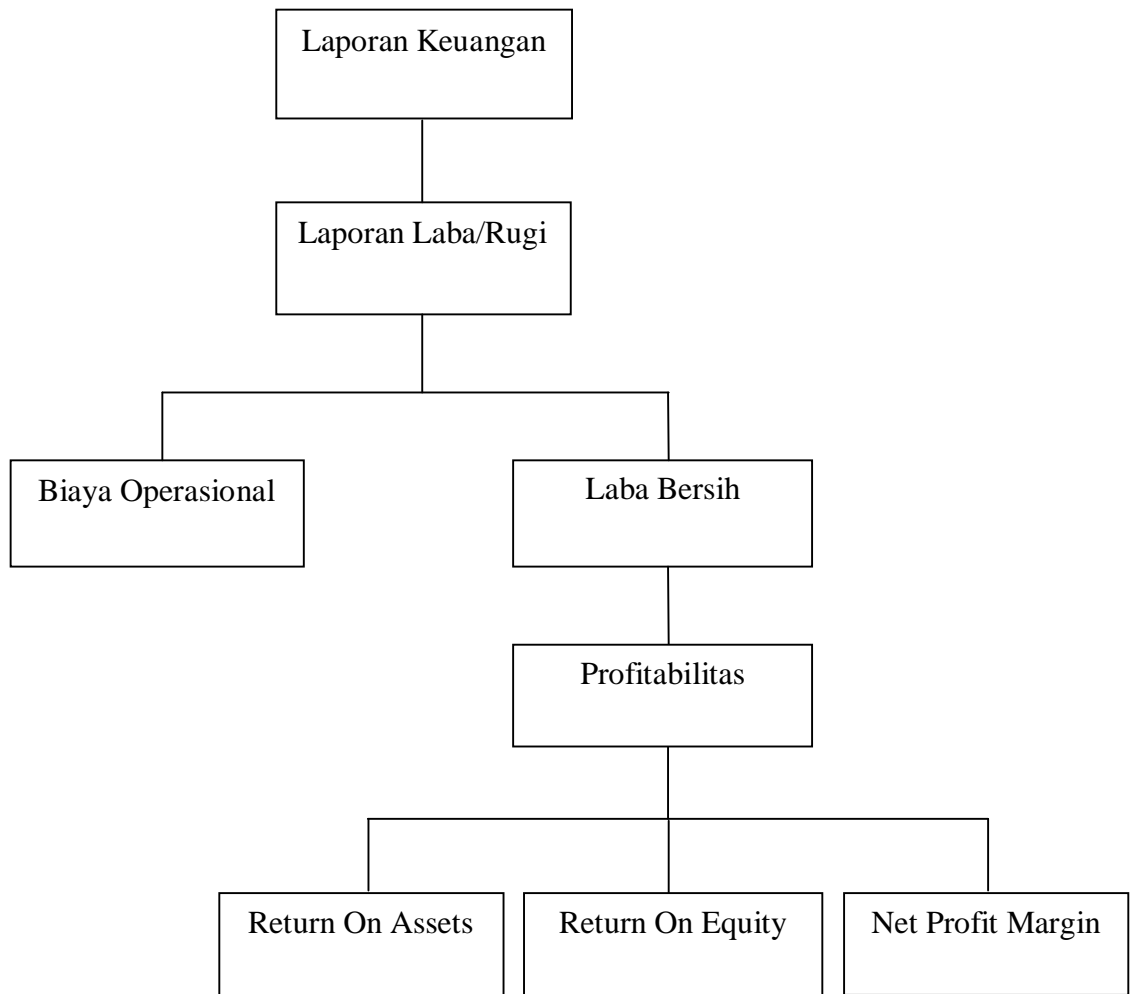 Laporan Keuangan
Laporan Laba/Rugi
Biaya Operasional
Laba Bersih
Profitabilitas
Return On Assets
Return On Equity
Net Profit Margin